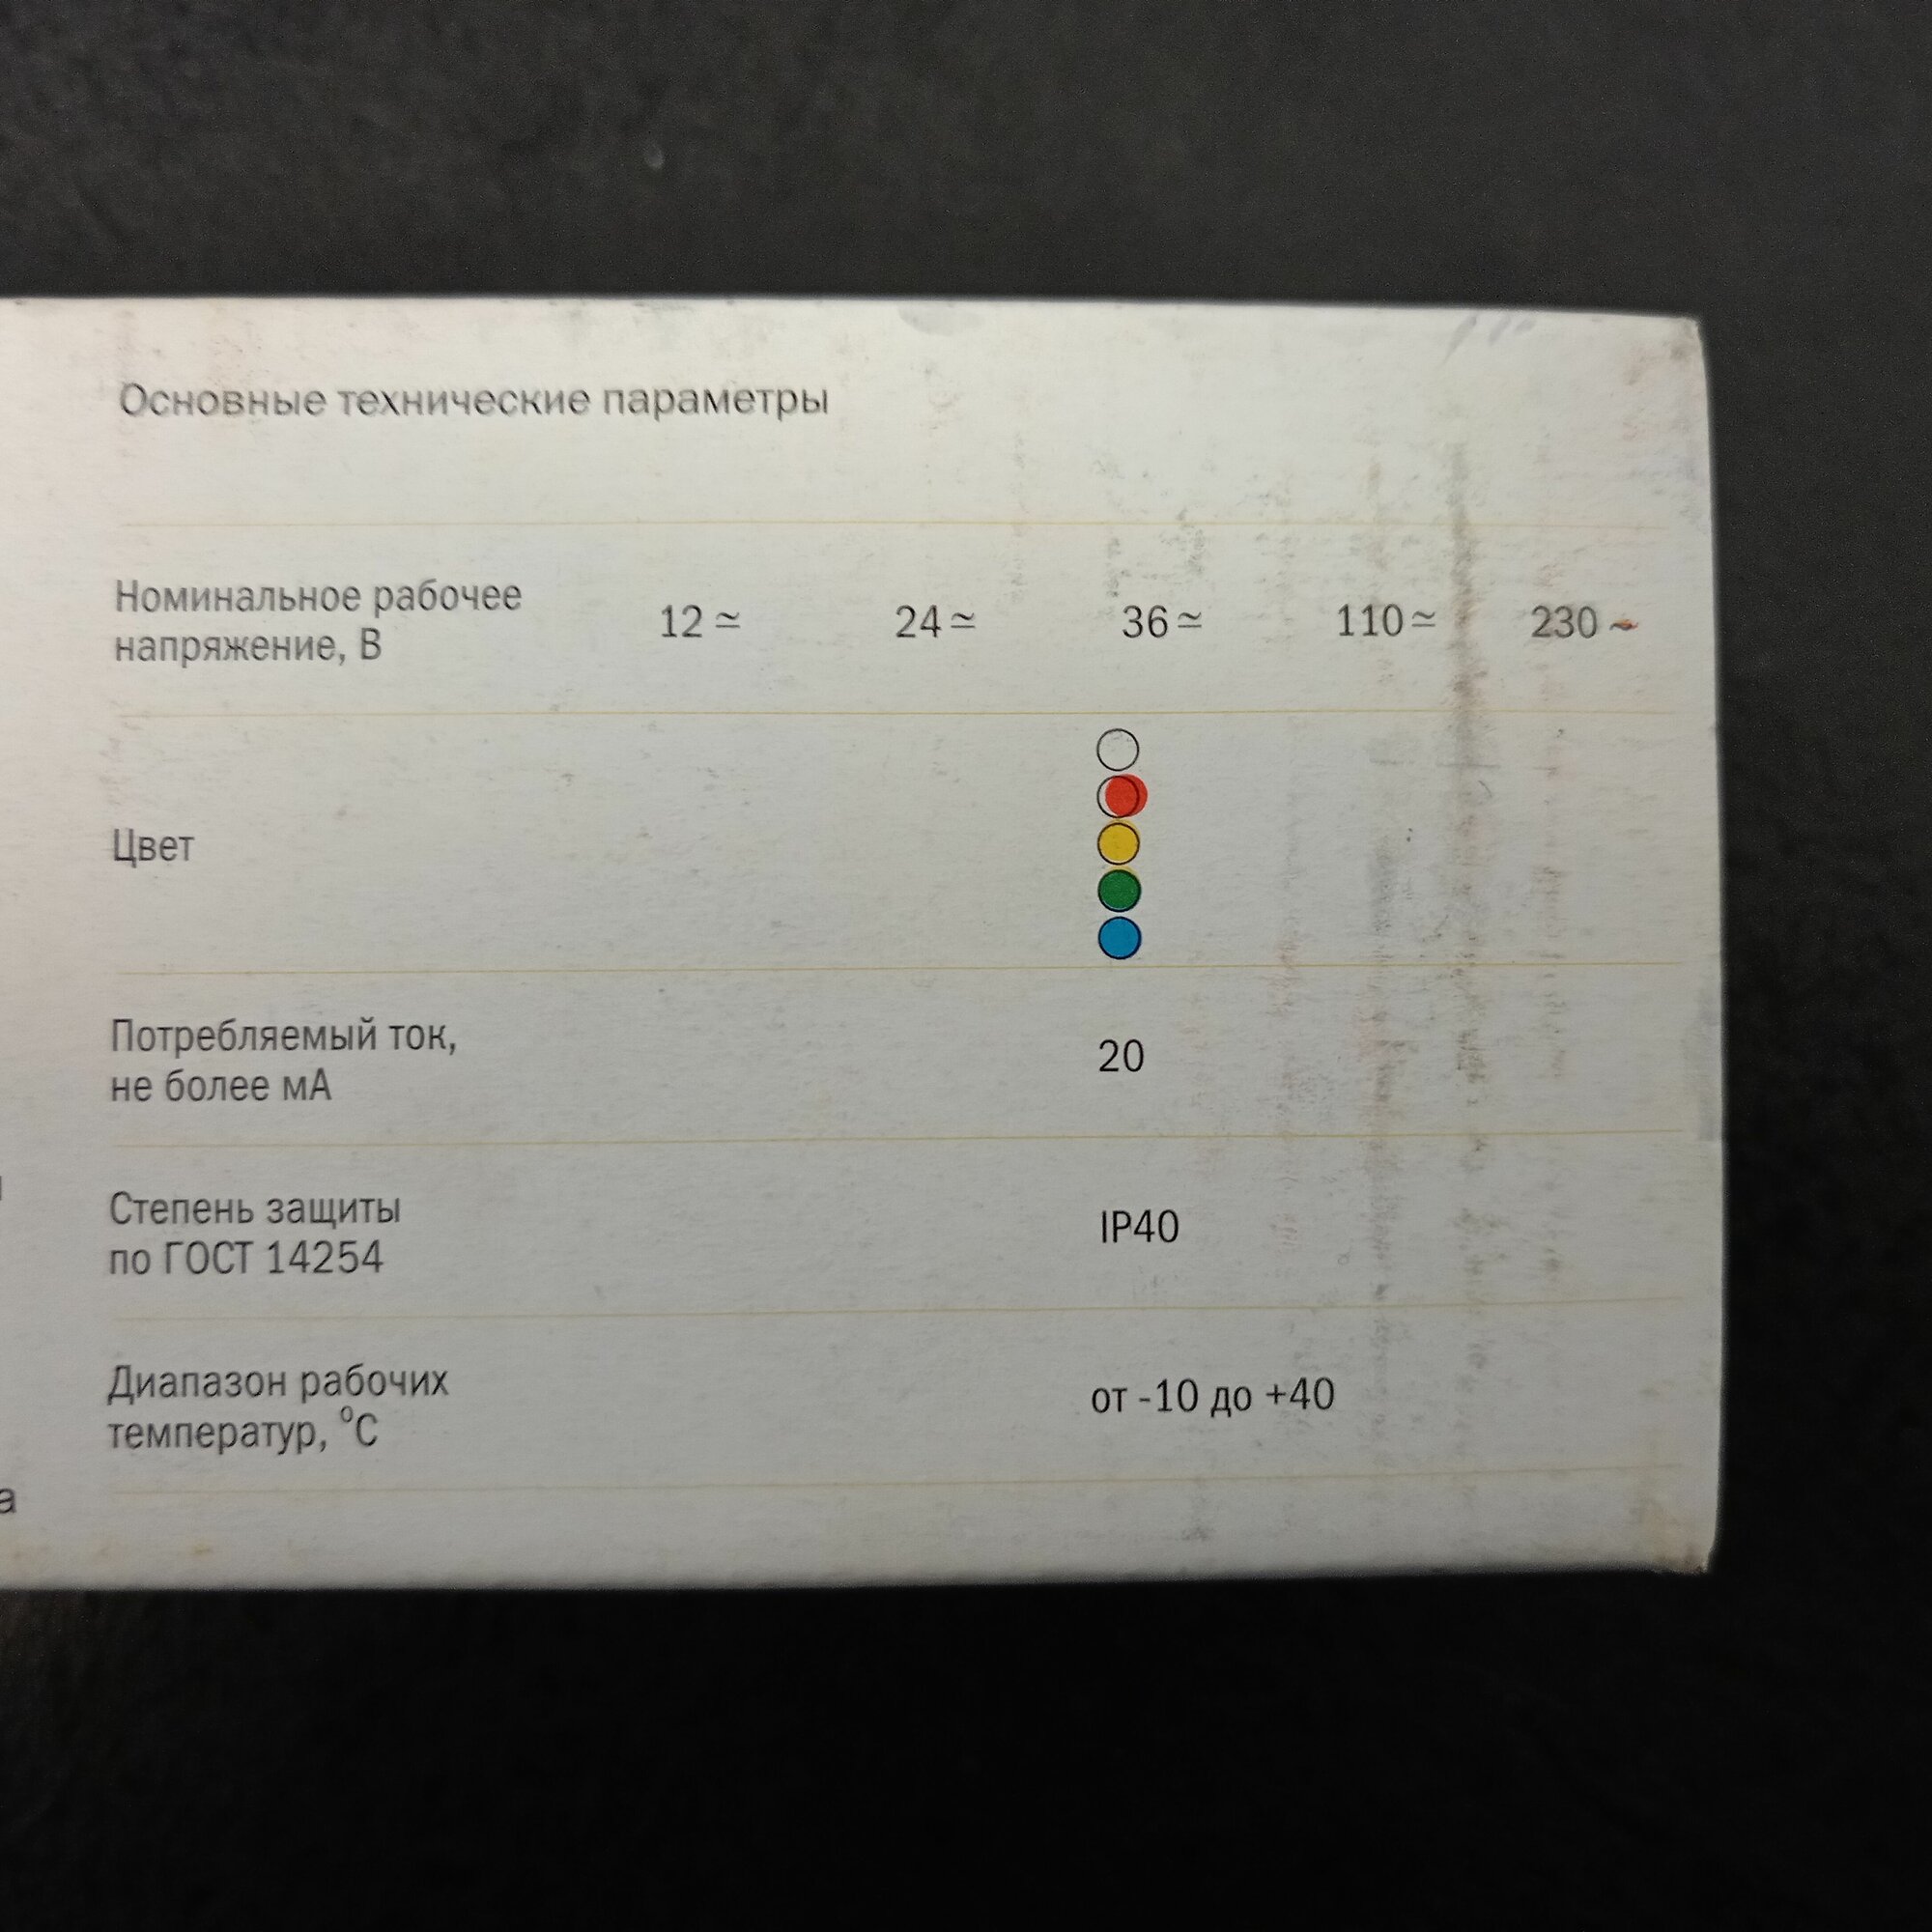 Основные технические параметры
Номинальное рабочее
напряжение, В
12 ≃ 24 ≃ 36 ≃ 110 ≃ 230 ~
Цвет
Потребляемый ток,
не более мА
20
Степень защиты
по ГОСТ 14254
IP40
Диапазон рабочих
температур, °С
от -10 до +40
а